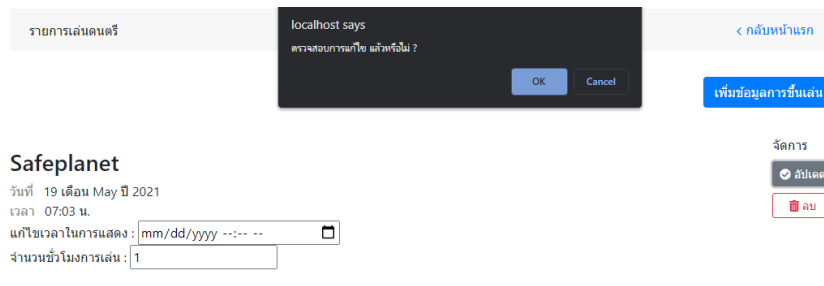 localhost says
ตรวจสอบการแก้ไข แล้วหรือไม่ ?
OK Cancel
รายการเล่นดนตรี
< กลับหน้าแรก
เพิ่มข้อมูลการขึ้นเล่น
Safeplanet
วันที่ 19 เดือน May ปี 2021
เวลา 07:03 น.
แก้ไขเวลาในการแสดง : mm/dd/yyyy --:-- --
จำนวนชั่วโมงการเล่น : 1
จัดการ
อัปเดต
ลบ